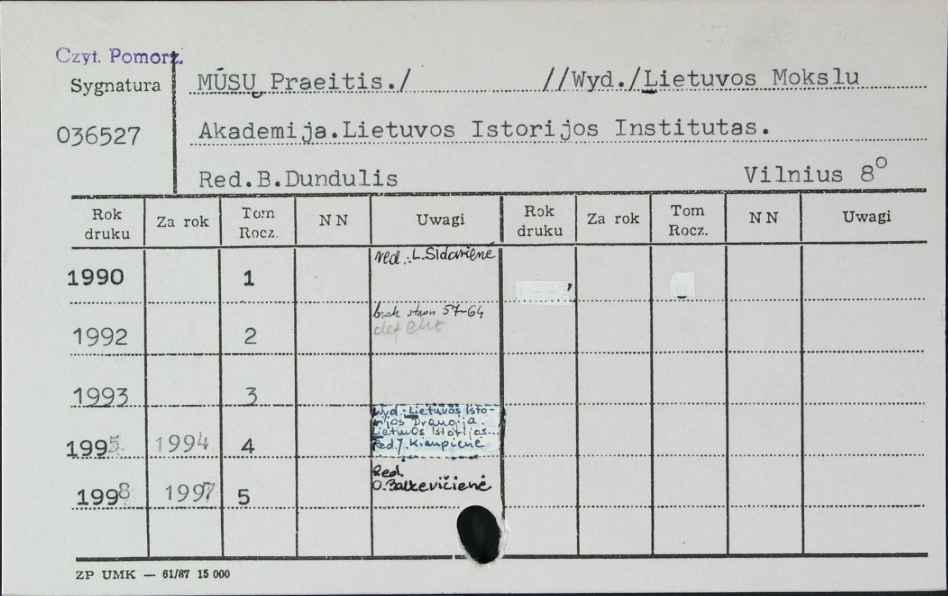 Czyt. Pomorz.
Sygnatura
MŪSŲ Praeitis./ //Wyd./Lietuvos Mokslu
036527
Akademija.Lietuvos Istorijos Institutas.
Red.B.Dundulis Vilnius 8°
Rok druku Za rok Tom Rocz. N N Uwagi Rok druku Za rok Tom Rocz. N N Uwagi
1990 1 red.: L. Sidarienė
1992 2 brak stron 57-64
defekt
1993 3
1995 1994 4 Wyd.: Lietuvos Isto-
rijos Draugija.
Lietuvos Istorijos...
Red. J. Kiaupienė
1998 1997 5 Red.
O. Balkevičienė
ZP UMK — 61/87 15 000